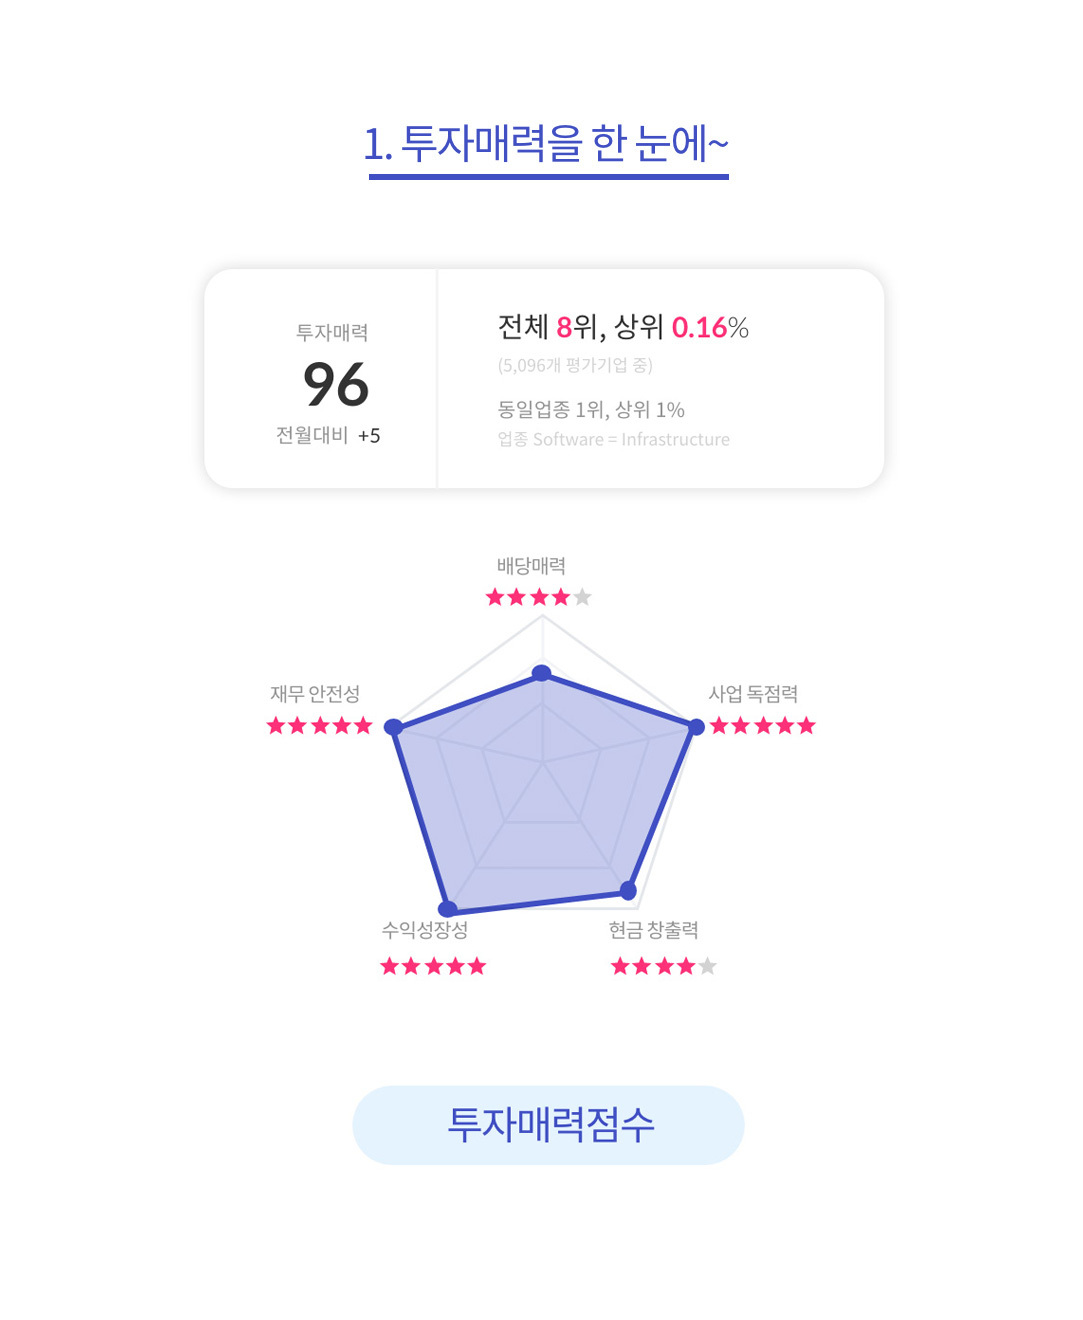 1. 투자매력을 한 눈에~
투자매력
96
전월대비 +5
전체 8위, 상위 0.16%
(5,096개 평가기업 중)
동일업종 1위, 상위 1%
업종 Software = Infrastructure
배당매력
재무 안전성
사업 독점력
수익성장성
현금 창출력
투자매력점수